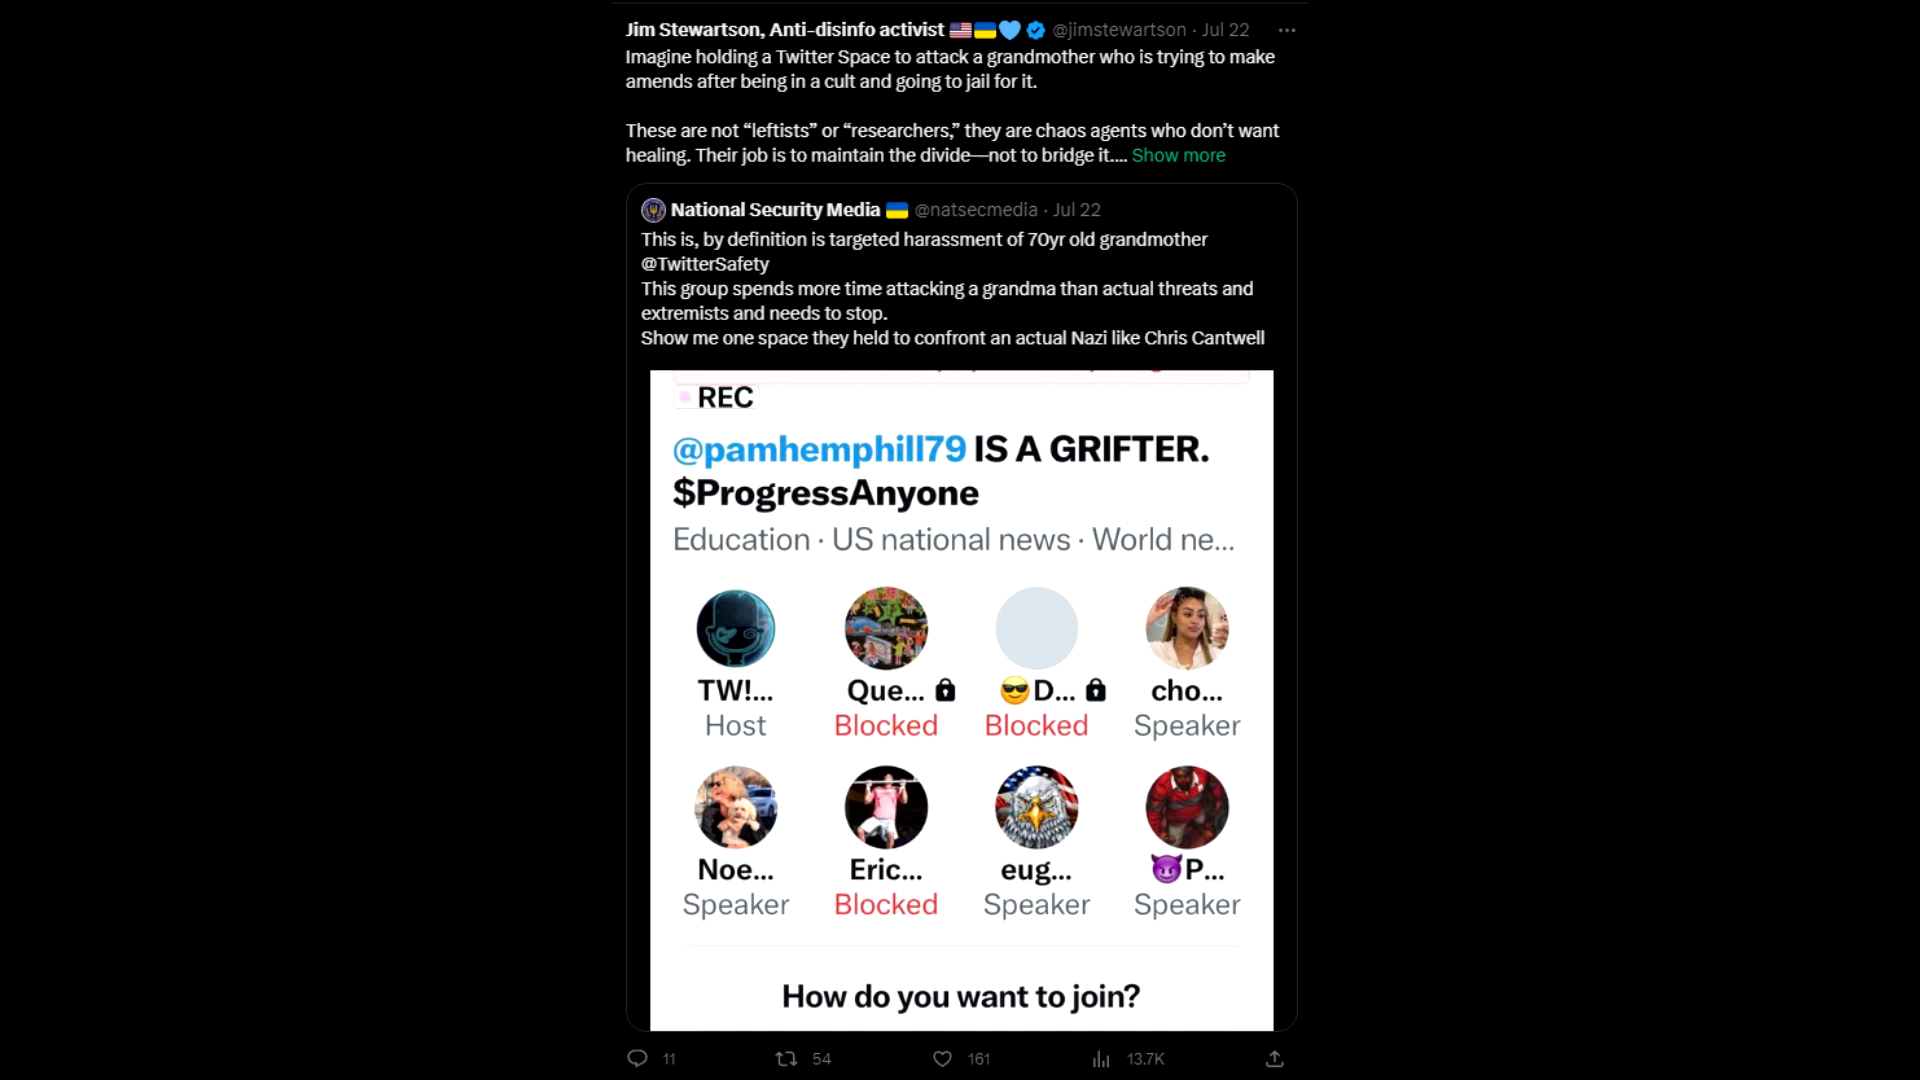 Jim Stewartson, Anti-disinfo activist 🇺🇸🇺🇦💙 @jimstewartson · Jul 22 ···
Imagine holding a Twitter Space to attack a grandmother who is trying to make
amends after being in a cult and going to jail for it.
These are not “leftists” or “researchers,” they are chaos agents who don’t want
healing. Their job is to maintain the divide—not to bridge it.... Show more
National Security Media 🇺🇦 @natsecmedia · Jul 22
This is, by definition is targeted harassment of 70yr old grandmother
@TwitterSafety
This group spends more time attacking a grandma than actual threats and
extremists and needs to stop.
Show me one space they held to confront an actual Nazi like Chris Cantwell
REC
@pamhemphill79 IS A GRIFTER.
$ProgressAnyone
Education · US national news · World ne...
TW!... Que... 😎D... cho...
Host Blocked Blocked Speaker
Noe... Eric... eug... 😈P...
Speaker Blocked Speaker Speaker
How do you want to join?
11 54 161 13.7K